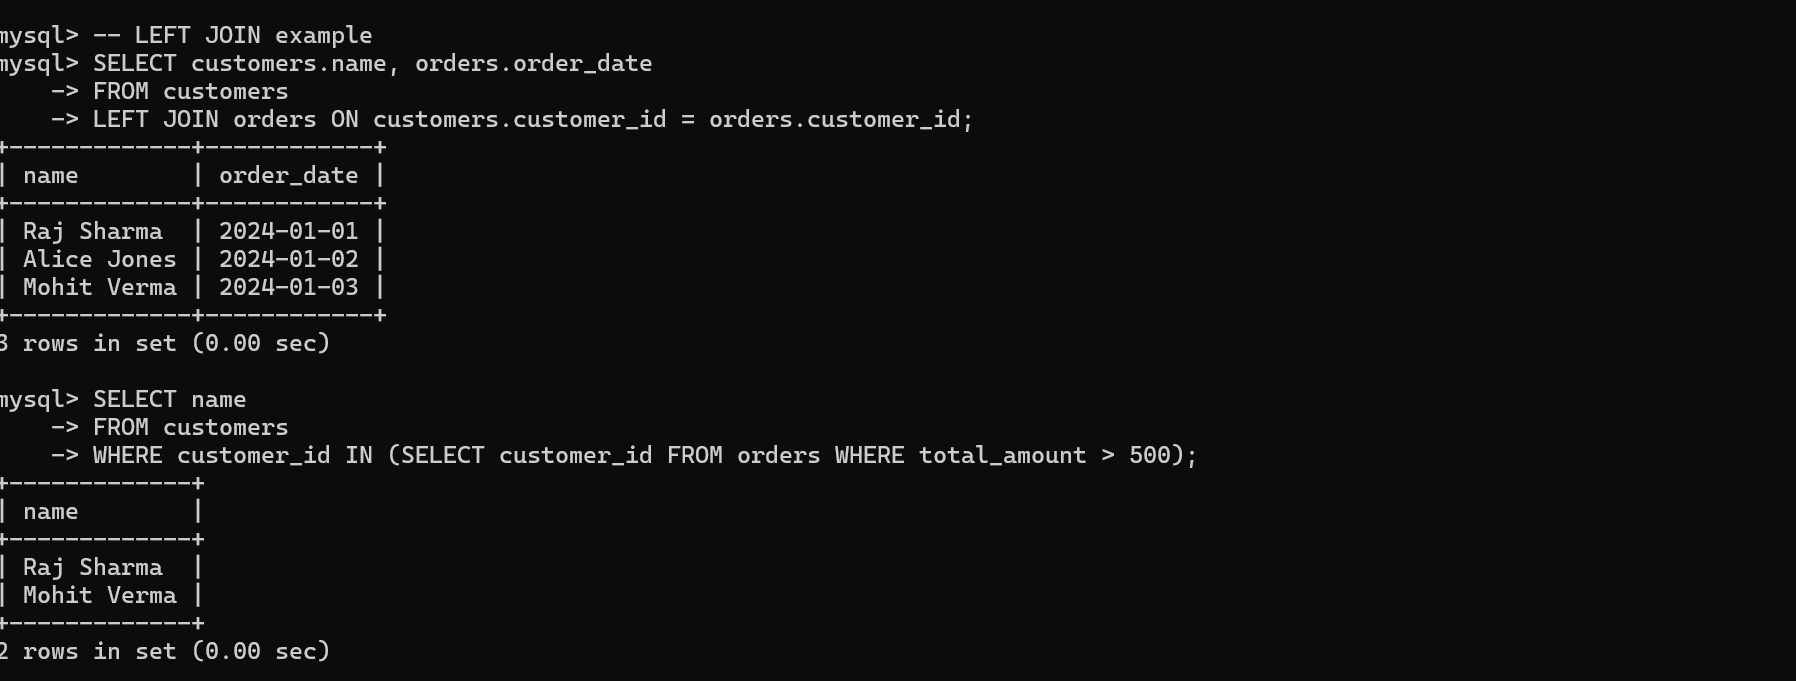 mysql> -- LEFT JOIN example
mysql> SELECT customers.name, orders.order_date
    -> FROM customers
    -> LEFT JOIN orders ON customers.customer_id = orders.customer_id;
+-------------+------------+
| name        | order_date |
+-------------+------------+
| Raj Sharma  | 2024-01-01 |
| Alice Jones | 2024-01-02 |
| Mohit Verma | 2024-01-03 |
+-------------+------------+
3 rows in set (0.00 sec)

mysql> SELECT name
    -> FROM customers
    -> WHERE customer_id IN (SELECT customer_id FROM orders WHERE total_amount > 500);
+-------------+
| name        |
+-------------+
| Raj Sharma  |
| Mohit Verma |
+-------------+
2 rows in set (0.00 sec)